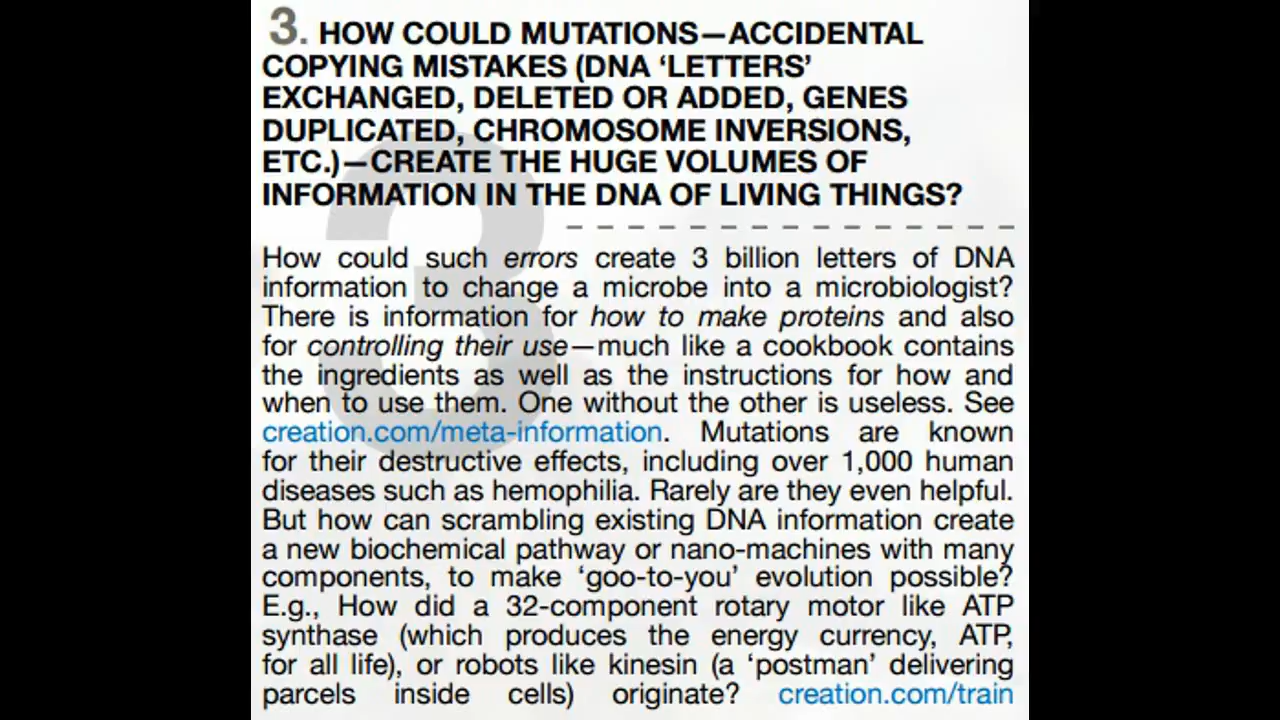 3. HOW COULD MUTATIONS—ACCIDENTAL
COPYING MISTAKES (DNA ‘LETTERS’
EXCHANGED, DELETED OR ADDED, GENES
DUPLICATED, CHROMOSOME INVERSIONS,
ETC.)—CREATE THE HUGE VOLUMES OF
INFORMATION IN THE DNA OF LIVING THINGS?
3
How could such errors create 3 billion letters of DNA
information to change a microbe into a microbiologist?
There is information for how to make proteins and also
for controlling their use—much like a cookbook contains
the ingredients as well as the instructions for how and
when to use them. One without the other is useless. See
creation.com/meta-information. Mutations are known
for their destructive effects, including over 1,000 human
diseases such as hemophilia. Rarely are they even helpful.
But how can scrambling existing DNA information create
a new biochemical pathway or nano-machines with many
components, to make ‘goo-to-you’ evolution possible?
E.g., How did a 32-component rotary motor like ATP
synthase (which produces the energy currency, ATP,
for all life), or robots like kinesin (a ‘postman’ delivering
parcels inside cells) originate? creation.com/train